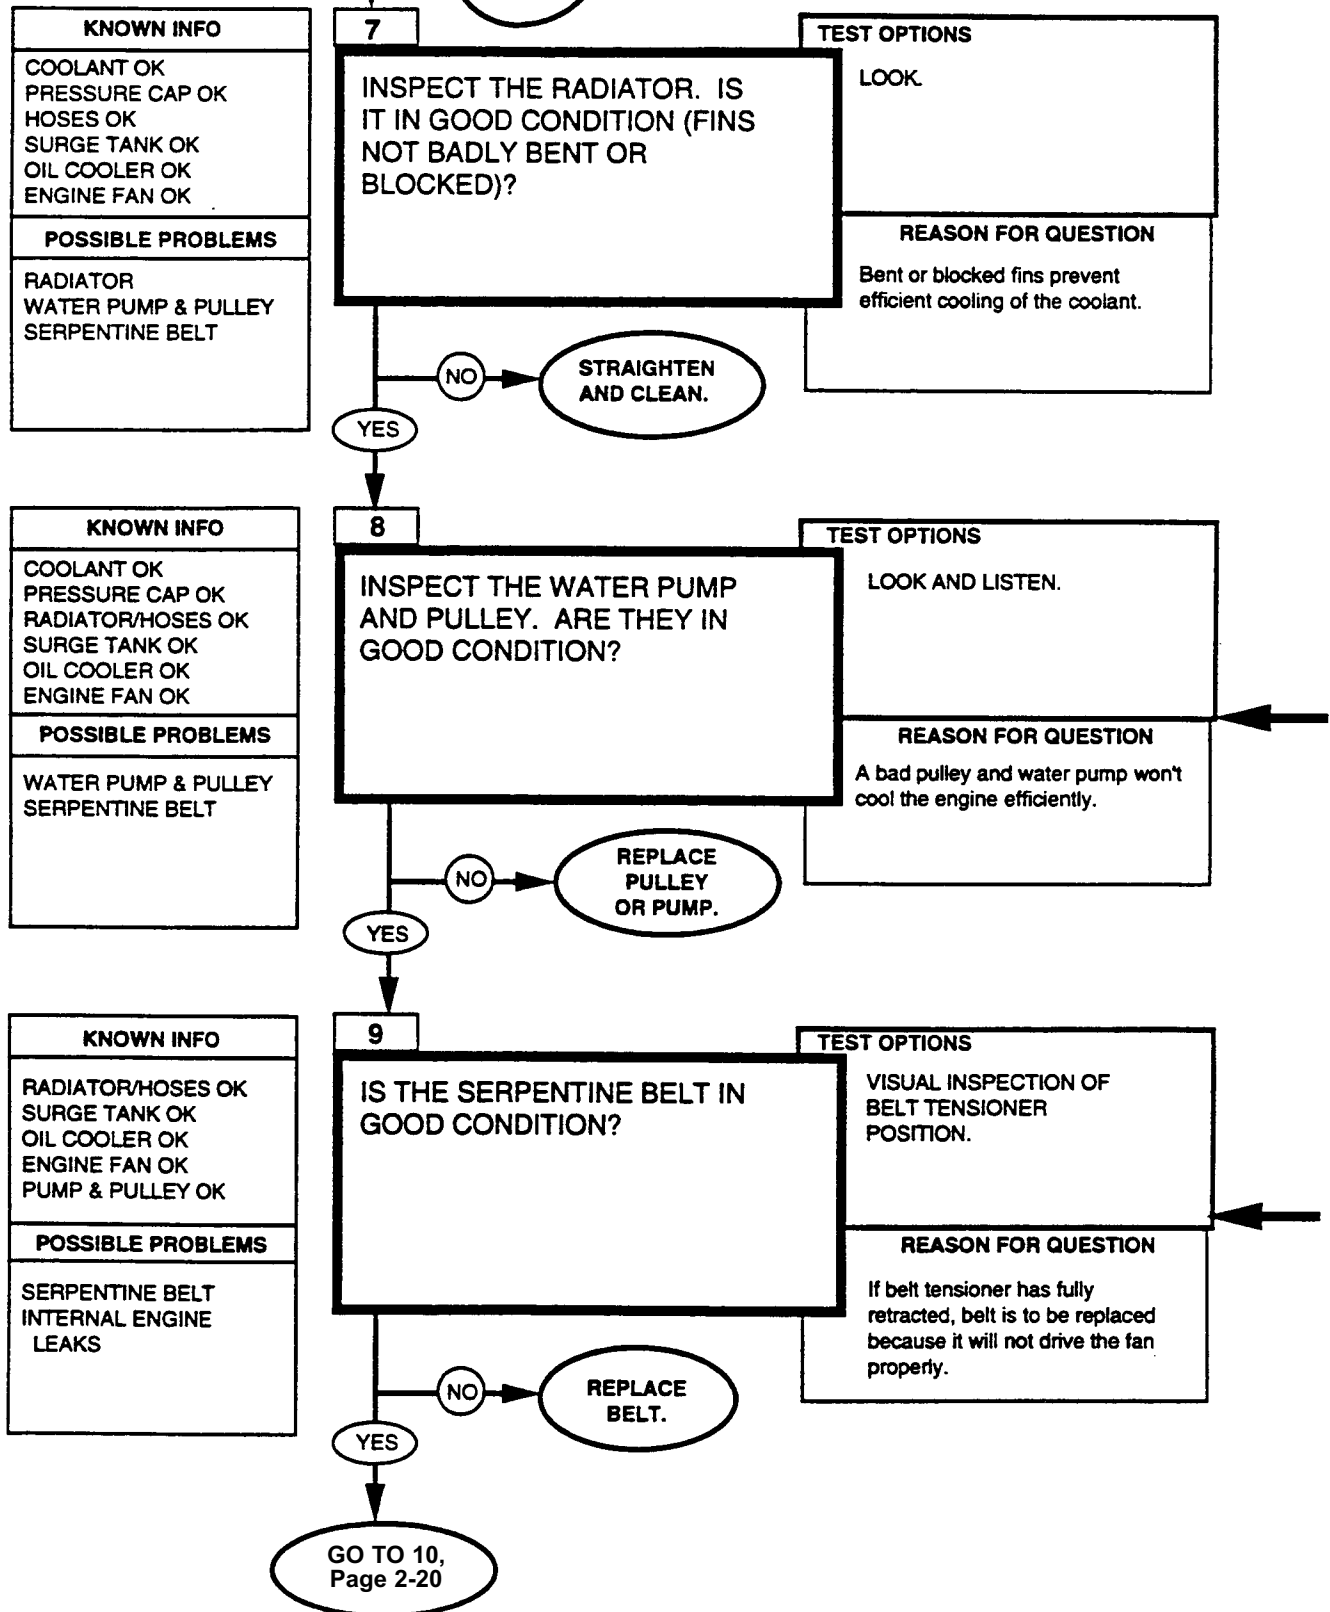 KNOWN INFO
COOLANT OK
PRESSURE CAP OK
HOSES OK
SURGE TANK OK
OIL COOLER OK
ENGINE FAN OK
POSSIBLE PROBLEMS
RADIATOR
WATER PUMP & PULLEY
SERPENTINE BELT
7
INSPECT THE RADIATOR. IS
IT IN GOOD CONDITION (FINS
NOT BADLY BENT OR
BLOCKED)?
TEST OPTIONS
LOOK.
REASON FOR QUESTION
Bent or blocked fins prevent
efficient cooling of the coolant.
NO
STRAIGHTEN
AND CLEAN.
YES
KNOWN INFO
COOLANT OK
PRESSURE CAP OK
RADIATOR/HOSES OK
SURGE TANK OK
OIL COOLER OK
ENGINE FAN OK
POSSIBLE PROBLEMS
WATER PUMP & PULLEY
SERPENTINE BELT
8
INSPECT THE WATER PUMP
AND PULLEY. ARE THEY IN
GOOD CONDITION?
TEST OPTIONS
LOOK AND LISTEN.
REASON FOR QUESTION
A bad pulley and water pump won't
cool the engine efficiently.
NO
REPLACE
PULLEY
OR PUMP.
YES
KNOWN INFO
RADIATOR/HOSES OK
SURGE TANK OK
OIL COOLER OK
ENGINE FAN OK
PUMP & PULLEY OK
POSSIBLE PROBLEMS
SERPENTINE BELT
INTERNAL ENGINE
LEAKS
9
IS THE SERPENTINE BELT IN
GOOD CONDITION?
TEST OPTIONS
VISUAL INSPECTION OF
BELT TENSIONER
POSITION.
REASON FOR QUESTION
If belt tensioner has fully
retracted, belt is to be replaced
because it will not drive the fan
properly.
NO
REPLACE
BELT.
YES
GO TO 10,
Page 2-20